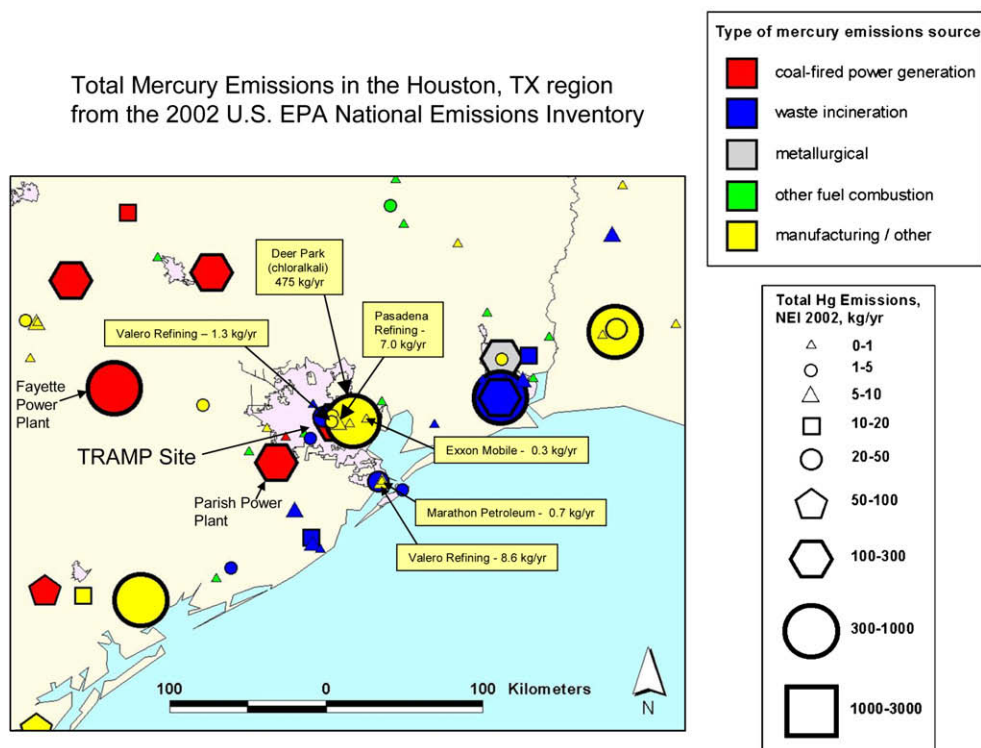 Total Mercury Emissions in the Houston, TX region
from the 2002 U.S. EPA National Emissions Inventory
Type of mercury emissions source
coal-fired power generation
waste incineration
metallurgical
other fuel combustion
manufacturing / other
Deer Park
(chloralkali)
475 kg/yr
Pasadena
Refining -
7.0 kg/yr
Valero Refining – 1.3 kg/yr
Fayette
Power
Plant
TRAMP Site
Exxon Mobile - 0.3 kg/yr
Parish Power
Plant
Marathon Petroleum - 0.7 kg/yr
Valero Refining - 8.6 kg/yr
100 0 100 Kilometers
N
Total Hg Emissions,
NEI 2002, kg/yr
0-1
1-5
5-10
10-20
20-50
50-100
100-300
300-1000
1000-3000